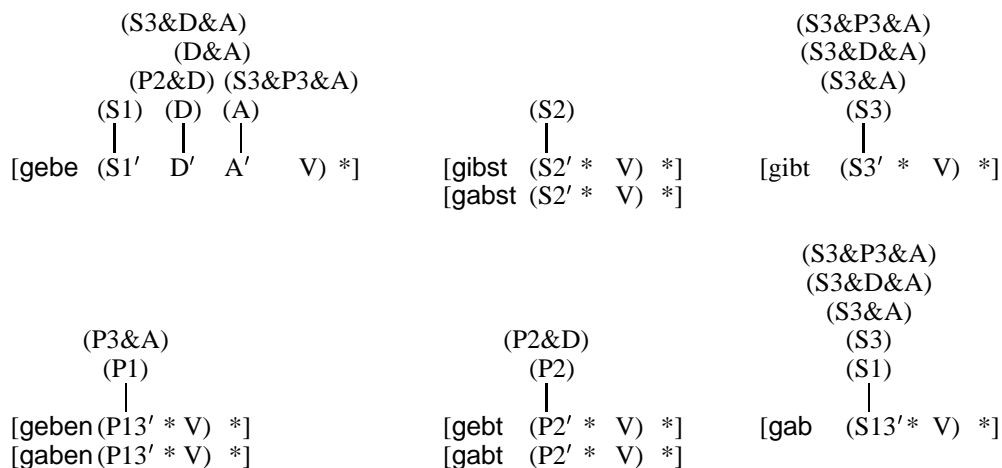 (S3&D&A)
(D&A)
(P2&D) (S3&P3&A)
(S1) (D) (A)
[gebe (S1′ D′ A′ V) *]
(S2)
[gibst (S2′ * V) *]
[gabst (S2′ * V) *]
(S3&P3&A)
(S3&D&A)
(S3&A)
(S3)
[gibt (S3′ * V) *]
(P3&A)
(P1)
[geben (P13′ * V) *]
[gaben (P13′ * V) *]
(P2&D)
(P2)
[gebt (P2′ * V) *]
[gabt (P2′ * V) *]
(S3&P3&A)
(S3&D&A)
(S3&A)
(S3)
(S1)
[gab (S13′ * V) *]